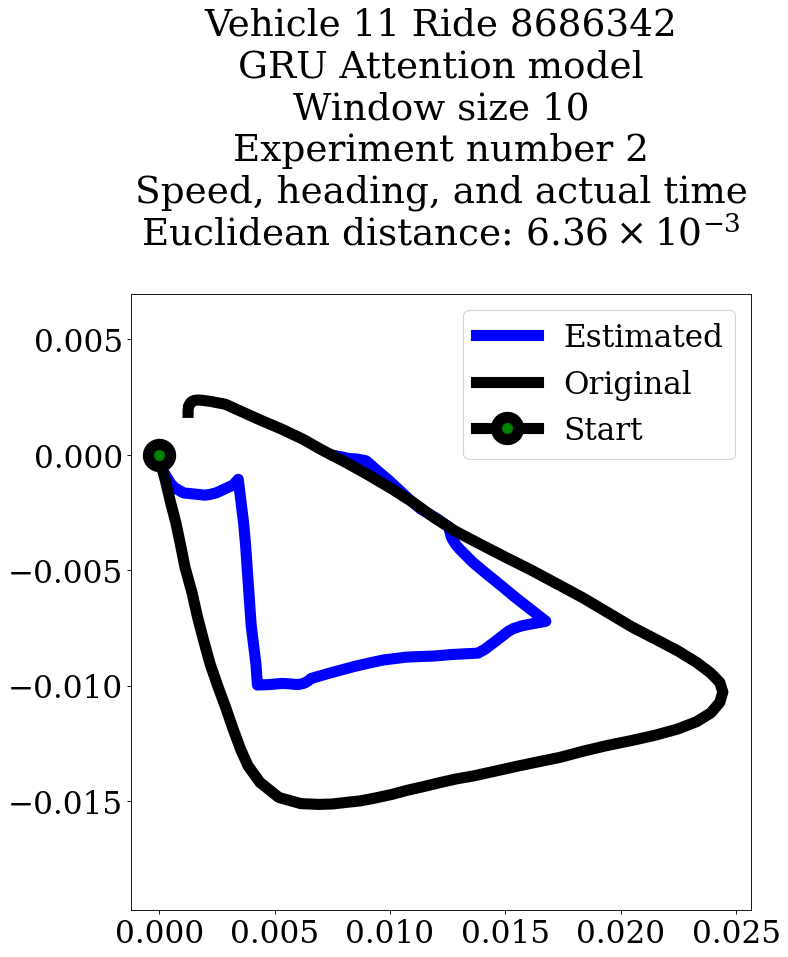 Vehicle 11 Ride 8686342
GRU Attention model
Window size 10
Experiment number 2
Speed, heading, and actual time
Euclidean distance: 6.36 × 10⁻³
Estimated
Original
Start
0.005
0.000
−0.005
−0.010
−0.015
0.000 0.005 0.010 0.015 0.020 0.025